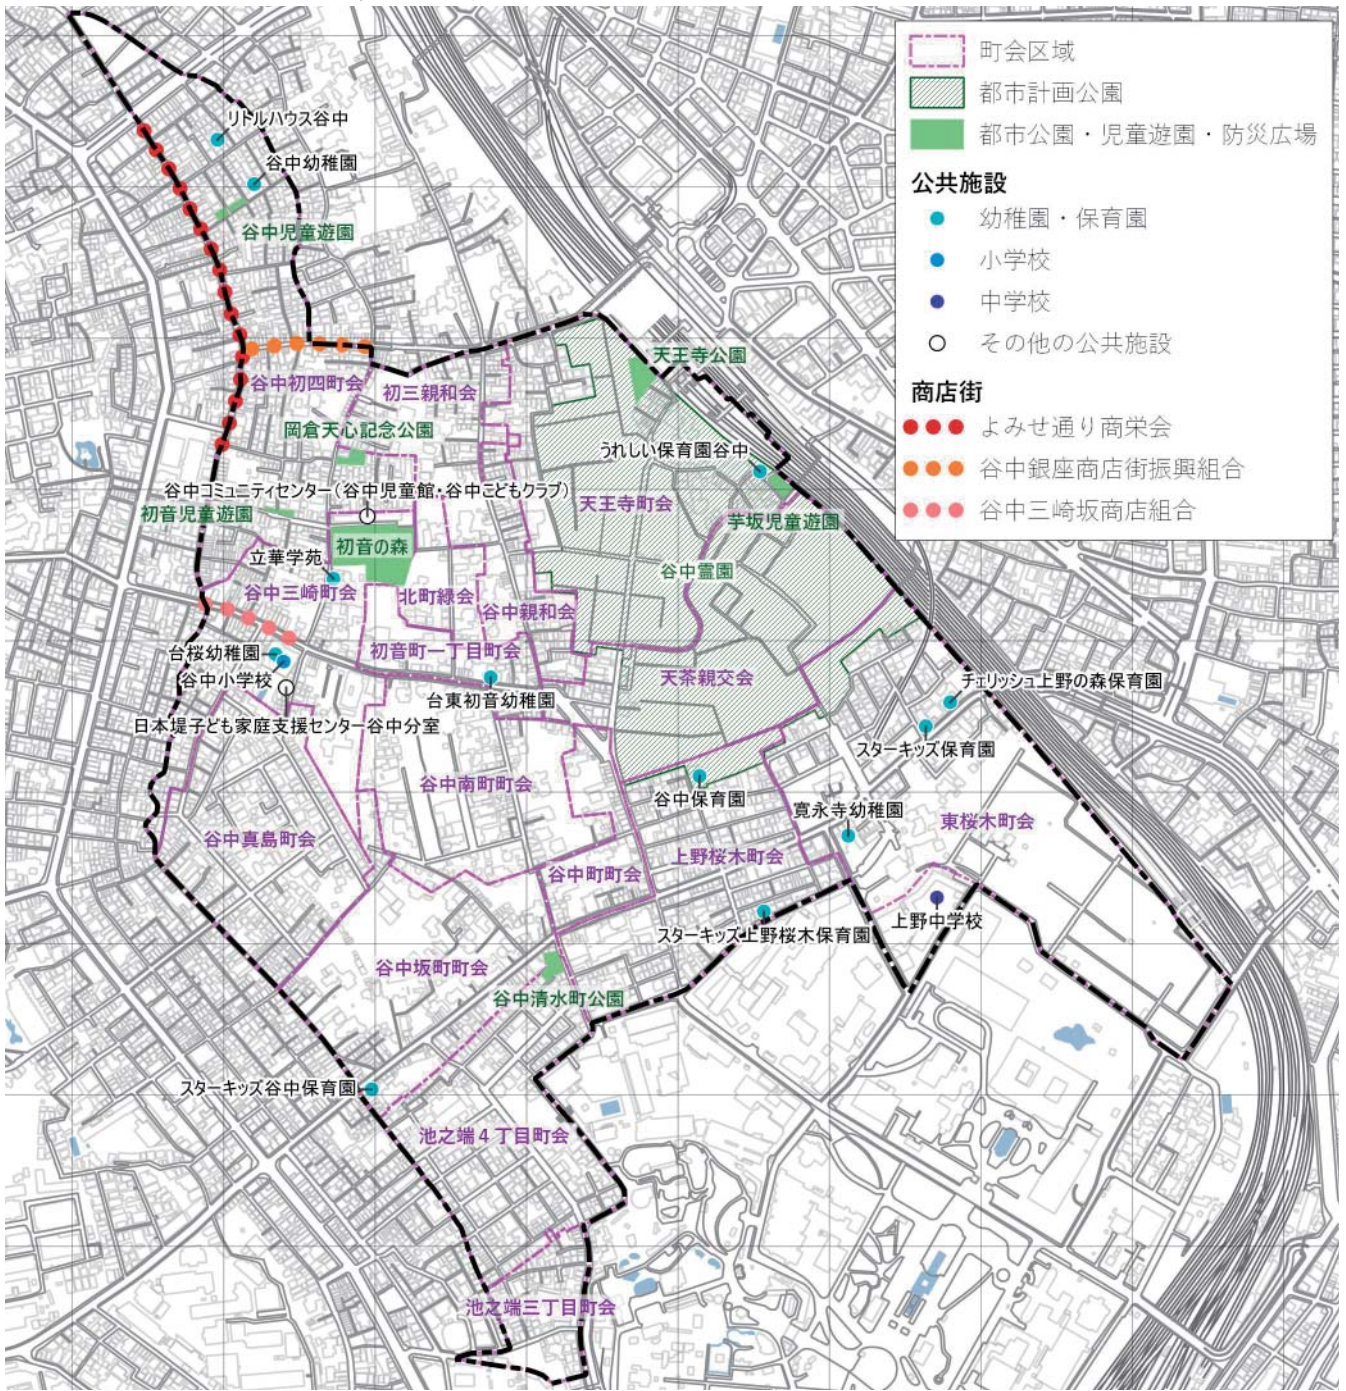 町会区域
都市計画公園
都市公園・児童遊園・防災広場
公共施設
幼稚園・保育園
小学校
中学校
その他の公共施設
商店街
よみせ通り商栄会
谷中銀座商店街振興組合
谷中三崎坂商店組合
リトルハウス谷中
谷中幼稚園
谷中児童遊園
天王寺公園
谷中初四町会
初三親和会
岡倉天心記念公園
うれしい保育園谷中
谷中コミュニティセンター(谷中児童館・谷中こどもクラブ)
天王寺町会
初音児童遊園
芋坂児童遊園
初音の森
立華学苑
谷中霊園
谷中三崎町会
北町緑会
谷中親和会
台桜幼稚園
初音町一丁目町会
谷中小学校
天茶親交会
チェリッシュ上野の森保育園
台東初音幼稚園
日本堤子ども家庭支援センター谷中分室
スターキッズ保育園
谷中南町町会
谷中保育園
寛永寺幼稚園
東桜木町会
谷中真島町会
上野桜木町会
谷中町町会
上野中学校
スターキッズ上野桜木保育園
谷中坂町町会
谷中清水町公園
スターキッズ谷中保育園
池之端4丁目町会
池之端三丁目町会